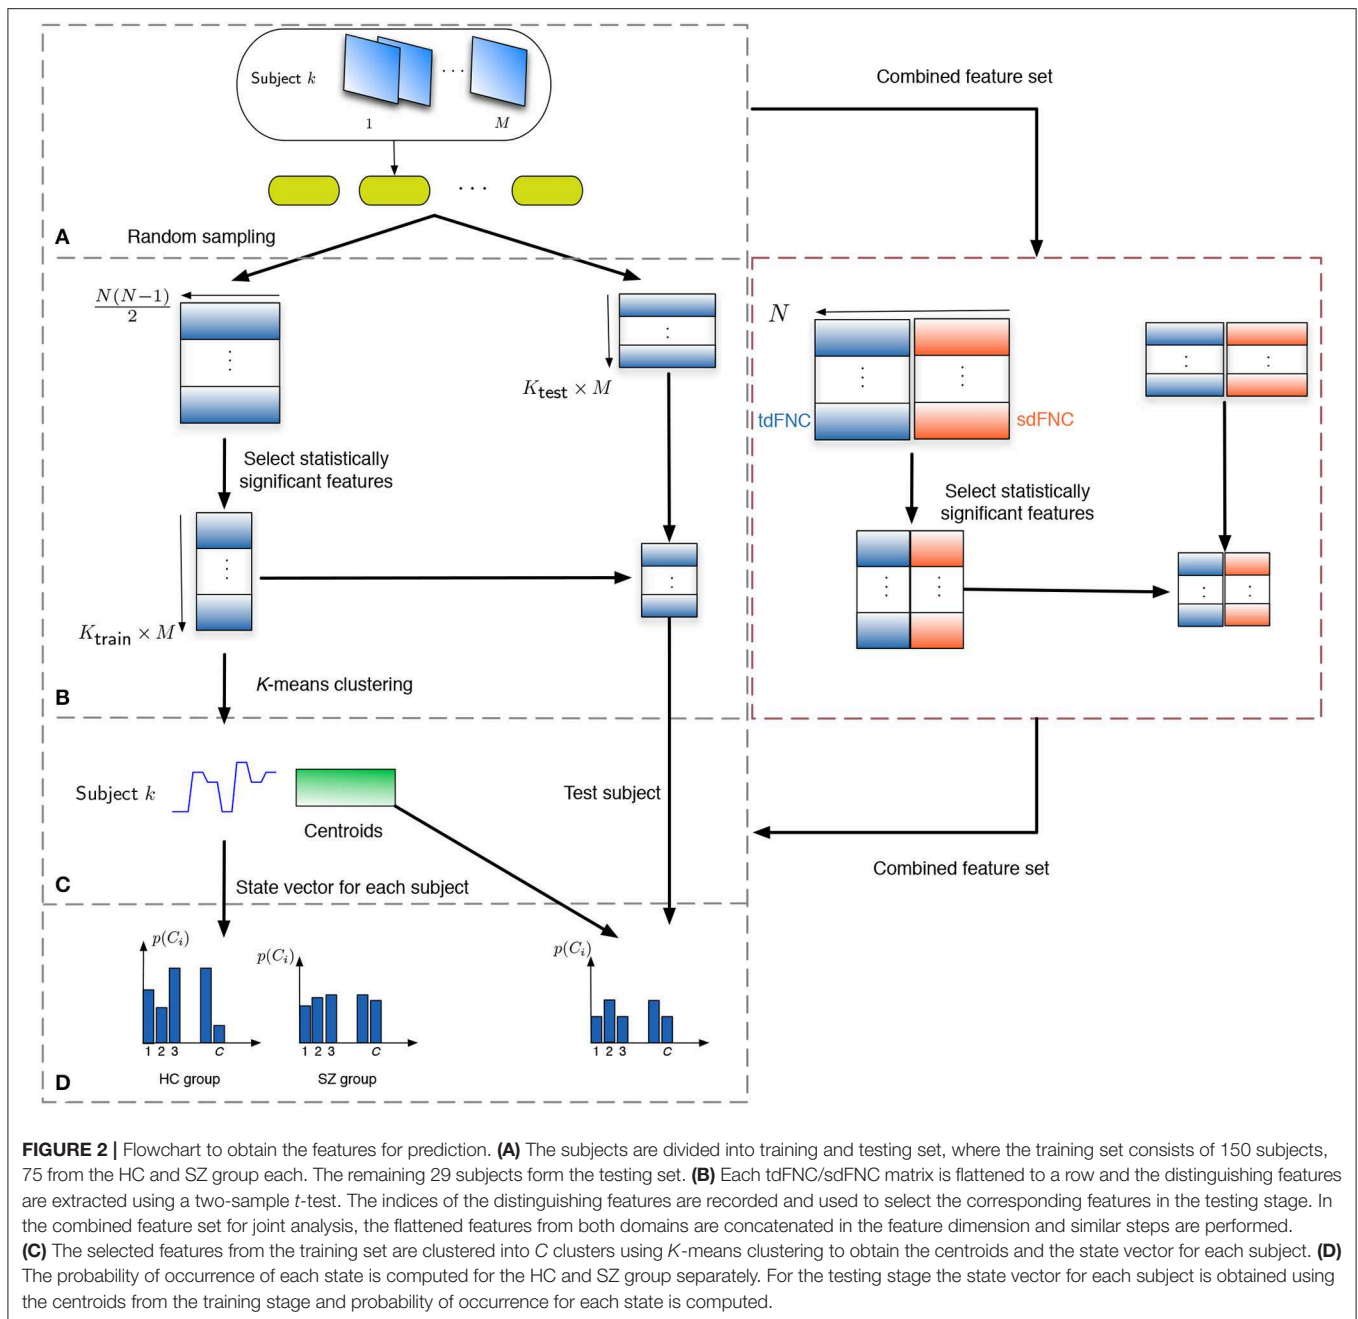 Subject k
· · ·
1
M
Combined feature set
· · ·
A
Random sampling
N(N−1)
2
K_test × M
N
tdFNC
sdFNC
Select statistically
significant features
Select statistically
significant features
K_train × M
B
K-means clustering
Subject k
Centroids
Test subject
Combined feature set
C
State vector for each subject
p(C_i)
1 2 3 C
HC group
p(C_i)
1 2 3 C
SZ group
p(C_i)
1 2 3 C
D
FIGURE 2 | Flowchart to obtain the features for prediction. (A) The subjects are divided into training and testing set, where the training set consists of 150 subjects,
75 from the HC and SZ group each. The remaining 29 subjects form the testing set. (B) Each tdFNC/sdFNC matrix is flattened to a row and the distinguishing features
are extracted using a two-sample t-test. The indices of the distinguishing features are recorded and used to select the corresponding features in the testing stage. In
the combined feature set for joint analysis, the flattened features from both domains are concatenated in the feature dimension and similar steps are performed.
(C) The selected features from the training set are clustered into C clusters using K-means clustering to obtain the centroids and the state vector for each subject. (D)
The probability of occurrence of each state is computed for the HC and SZ group separately. For the testing stage the state vector for each subject is obtained using
the centroids from the training stage and probability of occurrence for each state is computed.